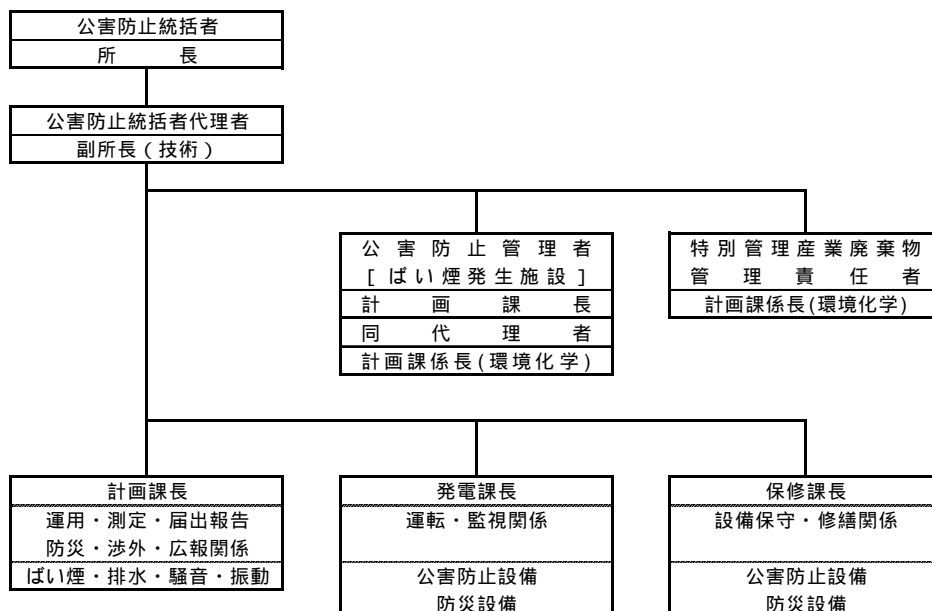 公害防止統括者
所　　　長
公害防止統括者代理者
副所長（技術）
公害防止管理者
[ばい煙発生施設]
計画課長
同代理者
計画課係長(環境化学)
特別管理産業廃棄物
管理責任者
計画課係長(環境化学)
計画課長
運用・測定・届出報告
防災・渉外・広報関係
ばい煙・排水・騒音・振動
発電課長
運転・監視関係
公害防止設備
防災設備
保修課長
設備保守・修繕関係
公害防止設備
防災設備